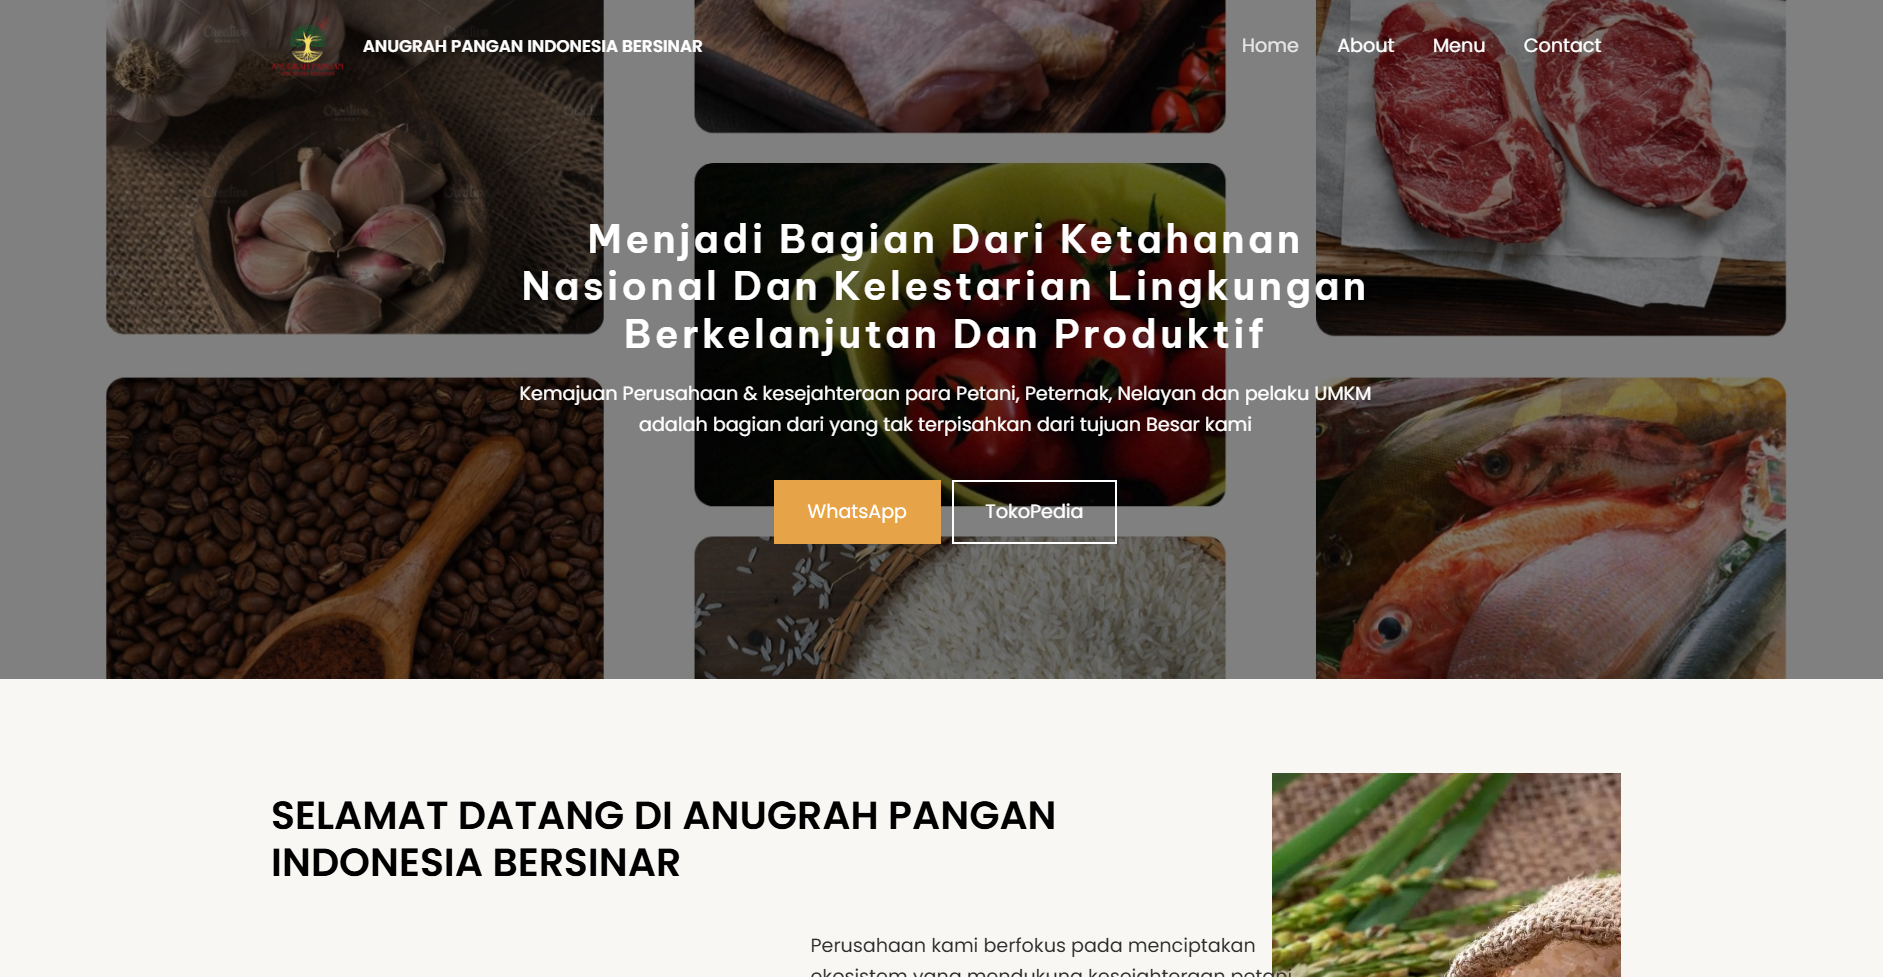 ANUGRAH PANGAN
ANUGRAH PANGAN INDONESIA BERSINAR
Home
About
Menu
Contact
Menjadi Bagian Dari Ketahanan
Nasional Dan Kelestarian Lingkungan
Berkelanjutan Dan Produktif
Kemajuan Perusahaan & kesejahteraan para Petani, Peternak, Nelayan dan pelaku UMKM
adalah bagian dari yang tak terpisahkan dari tujuan Besar kami
WhatsApp
TokoPedia
SELAMAT DATANG DI ANUGRAH PANGAN
INDONESIA BERSINAR
Perusahaan kami berfokus pada menciptakan
ekosistem yang mendukung kesejahteraan petani,